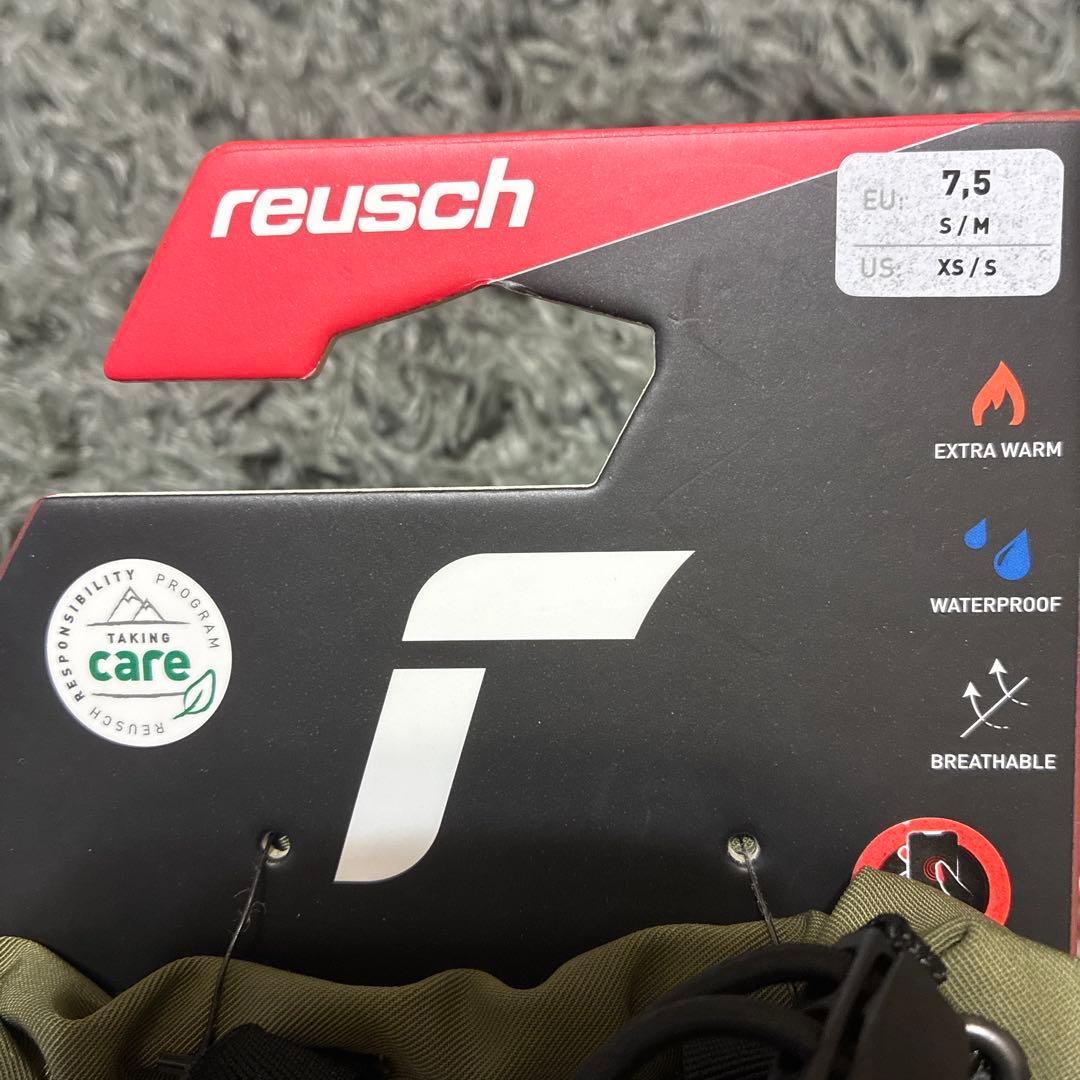 reusch
EU: 7,5
S / M
US: XS / S
EXTRA WARM
WATERPROOF
BREATHABLE
REUSCH RESPONSIBILITY PROGRAM
TAKING
care